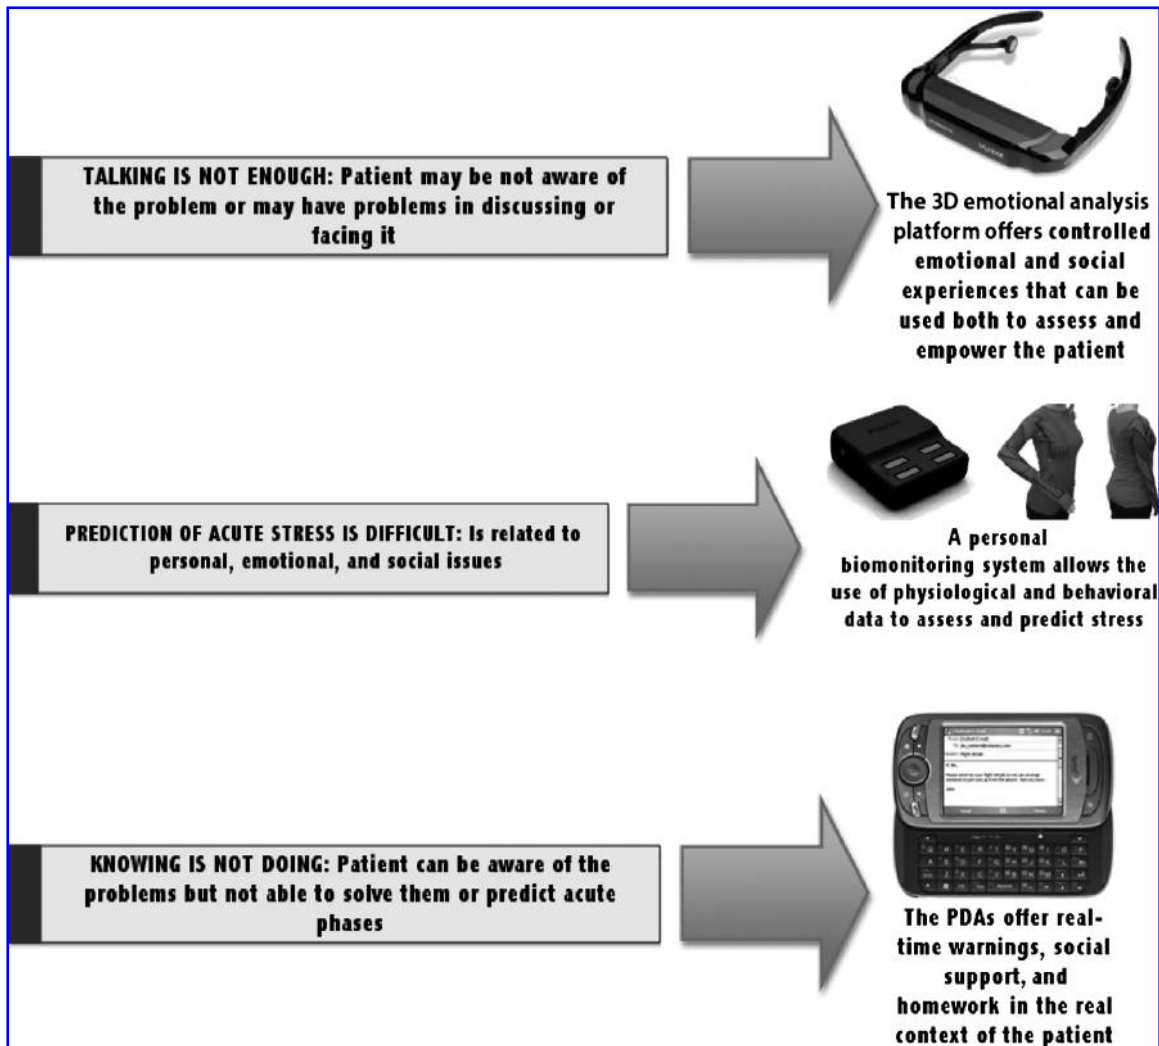 TALKING IS NOT ENOUGH: Patient may be not aware of
the problem or may have problems in discussing or
facing it
The 3D emotional analysis
platform offers controlled
emotional and social
experiences that can be
used both to assess and
empower the patient
PREDICTION OF ACUTE STRESS IS DIFFICULT: Is related to
personal, emotional, and social issues
A personal
biomonitoring system allows the
use of physiological and behavioral
data to assess and predict stress
KNOWING IS NOT DOING: Patient can be aware of the
problems but not able to solve them or predict acute
phases
The PDAs offer real-
time warnings, social
support, and
homework in the real
context of the patient